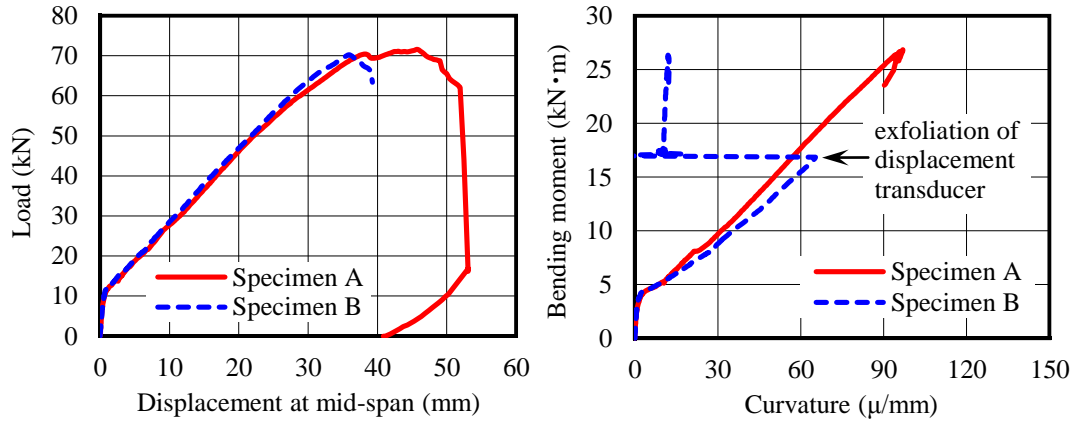 80
70
60
50
40
30
20
10
0
Load (kN)
Specimen A
Specimen B
0 10 20 30 40 50 60
Displacement at mid-span (mm)
30
25
20
15
10
5
0
Bending moment (kN·m)
exfoliation of
displacement
transducer
Specimen A
Specimen B
0 30 60 90 120 150
Curvature (μ/mm)